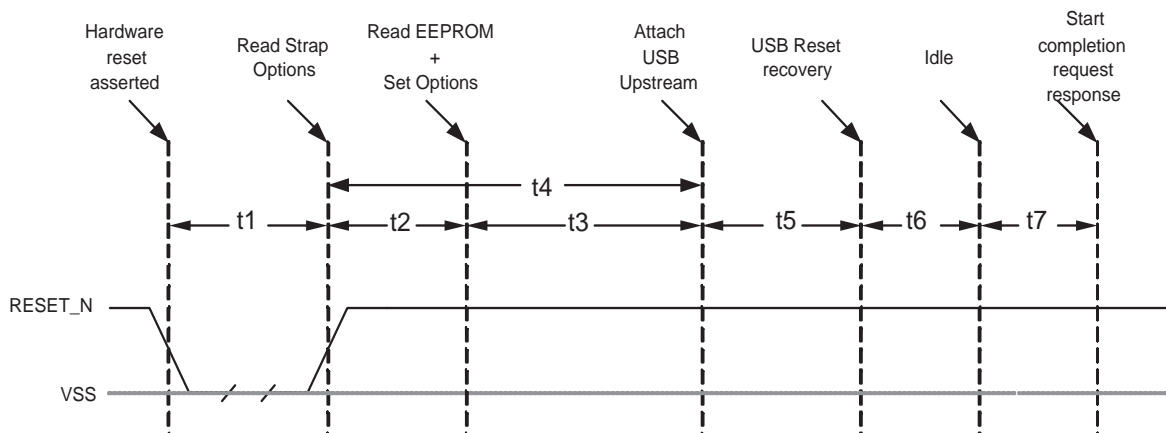 Hardware
reset
asserted
Read Strap
Options
Read EEPROM
+
Set Options
Attach
USB
Upstream
USB Reset
recovery
Idle
Start
completion
request
response
t4
t1
t2
t3
t5
t6
t7
RESET_N
VSS